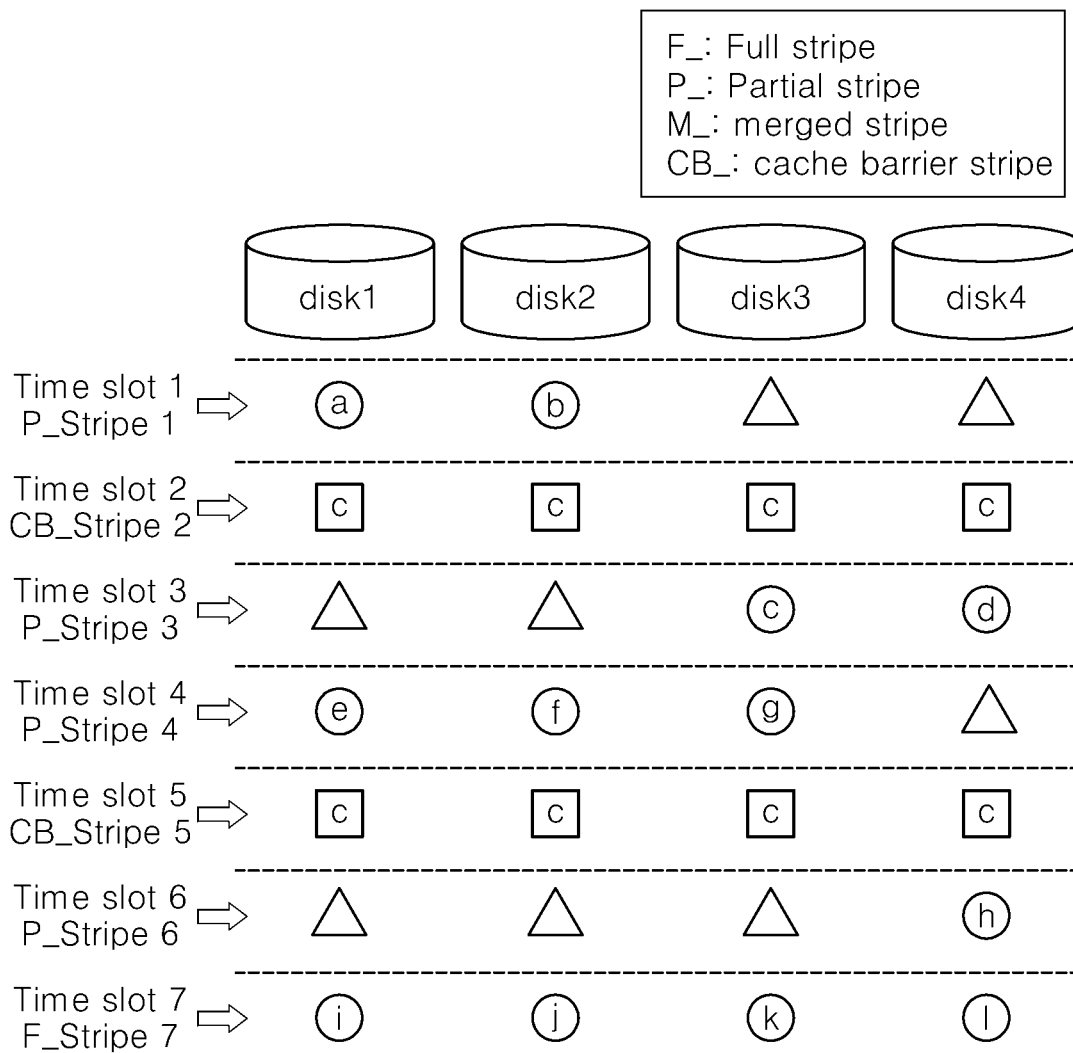 F_: Full stripe
P_: Partial stripe
M_: merged stripe
CB_: cache barrier stripe
disk1 disk2 disk3 disk4
Time slot 1
P_Stripe 1
a b
Time slot 2
CB_Stripe 2
c c c c
Time slot 3
P_Stripe 3
c d
Time slot 4
P_Stripe 4
e f g
Time slot 5
CB_Stripe 5
c c c c
Time slot 6
P_Stripe 6
h
Time slot 7
F_Stripe 7
i j k l